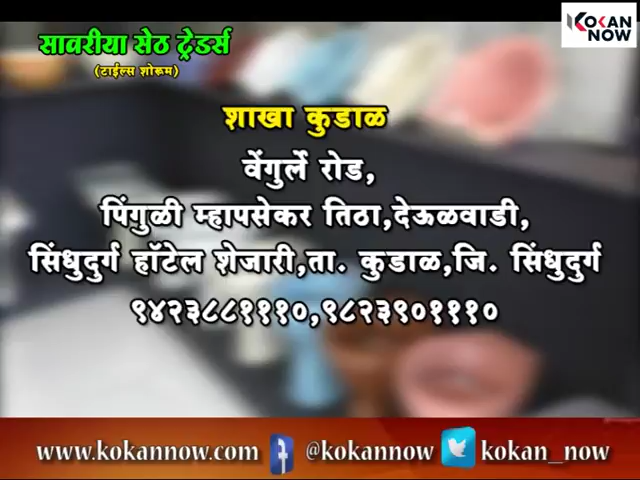 KOKAN
NOW
सावरीया सेठ ट्रेडर्स
(टाईल्स शोरूम)
शाखा कुडाळ
वेंगुर्ले रोड,
पिंगुळी म्हापसेकर तिठा,देऊळवाडी,
सिंधुदुर्ग हॉटेल शेजारी,ता. कुडाळ,जि. सिंधुदुर्ग
९४२३८८१११०,९८२३९०१११०
www.kokannow.com f @kokannow kokan_now